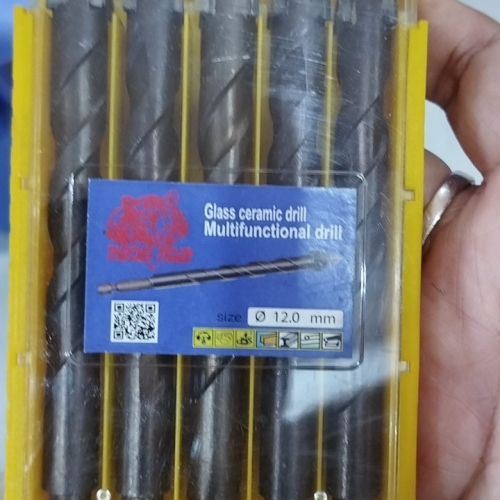 Glass ceramic drill
Multifunctional drill
size Ø 12.0 mm